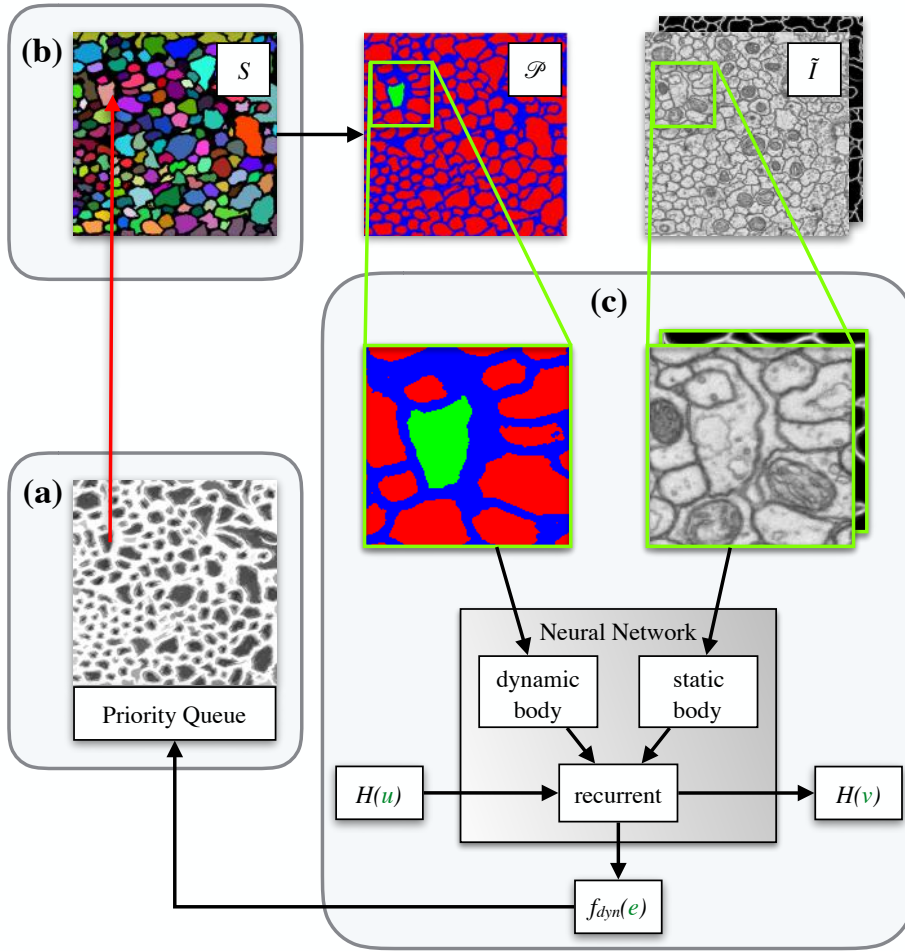 (b)
S
𝒫
Ĩ
(c)
(a)
Priority Queue
Neural Network
dynamic
body
static
body
H(u)
recurrent
H(v)
f_dyn(e)